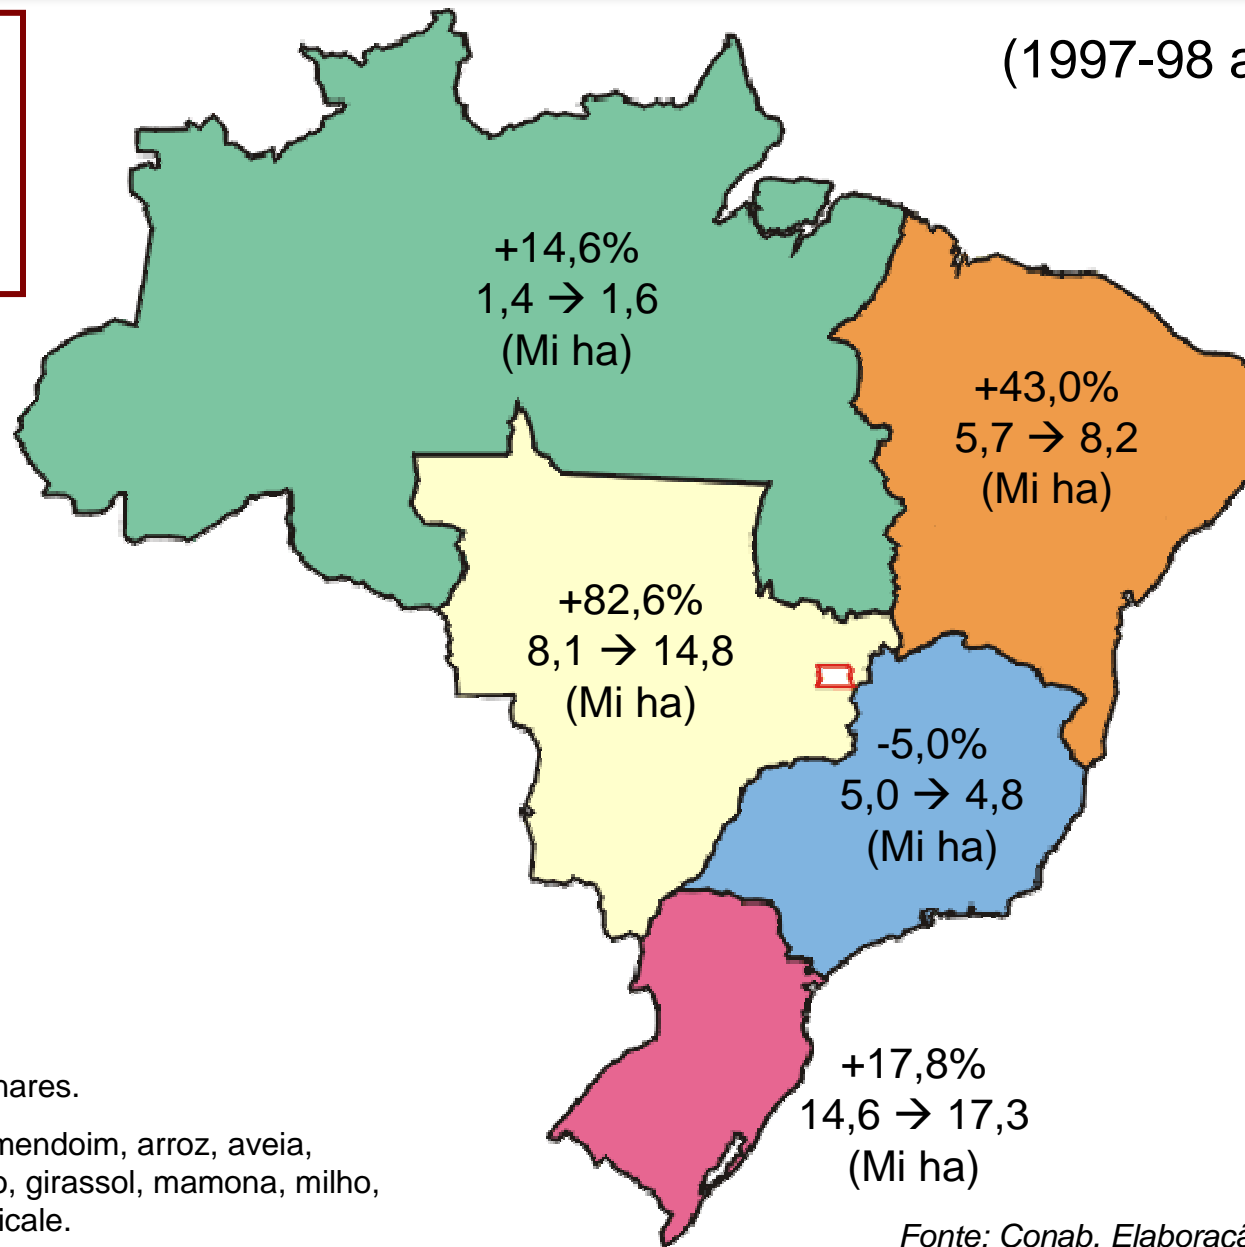 (1997-98 a
+14,6%
1,4 → 1,6
(Mi ha)
+43,0%
5,7 → 8,2
(Mi ha)
+82,6%
8,1 → 14,8
(Mi ha)
-5,0%
5,0 → 4,8
(Mi ha)
+17,8%
14,6 → 17,3
(Mi ha)
nares.
mendoim, arroz, aveia,
o, girassol, mamona, milho,
icale.
Fonte: Conab. Elaboraçã